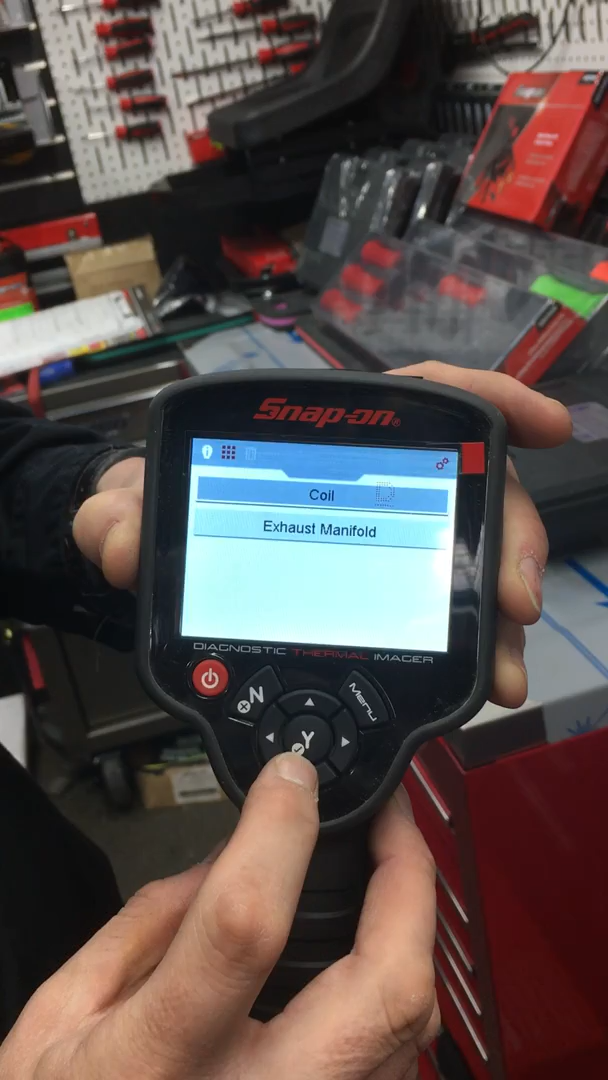 Snap-on®
Coil
Exhaust Manifold
DIAGNOSTIC THERMAL IMAGER
N
Menu
Y